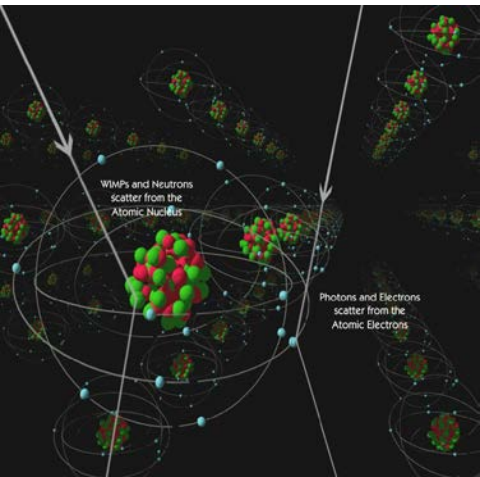 WIMPs and Neutrons
scatter from the
Atomic Nucleus
Photons and Electrons
scatter from the
Atomic Electrons